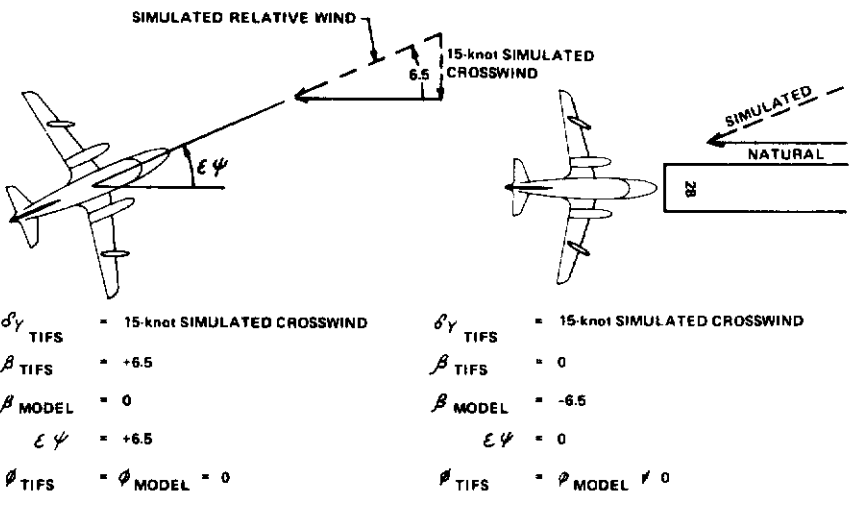 SIMULATED RELATIVE WIND
15-knot SIMULATED
CROSSWIND
6.5
εψ
SIMULATED
NATURAL
28
δY TIFS = 15-knot SIMULATED CROSSWIND
β TIFS = +6.5
β MODEL = 0
εψ = +6.5
φ TIFS = φ MODEL = 0
δY TIFS = 15-knot SIMULATED CROSSWIND
β TIFS = 0
β MODEL = -6.5
εψ = 0
φ TIFS = φ MODEL ≠ 0